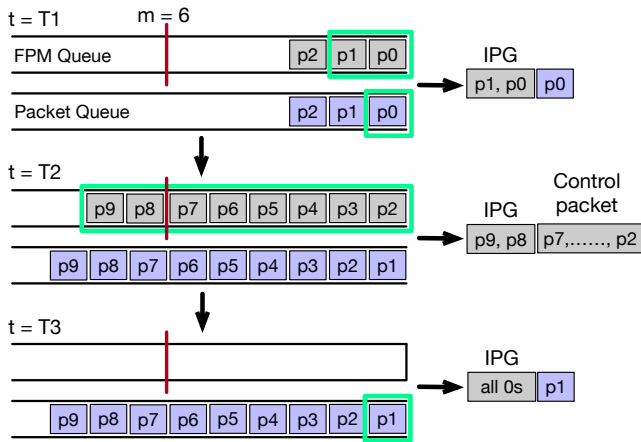 t = T1
m = 6
FPM Queue
p2 p1 p0
IPG
p1, p0 p0
Packet Queue
p2 p1 p0
t = T2
p9 p8 p7 p6 p5 p4 p3 p2
IPG
Control
packet
p9, p8 p7,......, p2
p9 p8 p7 p6 p5 p4 p3 p2 p1
t = T3
IPG
all 0s p1
p9 p8 p7 p6 p5 p4 p3 p2 p1